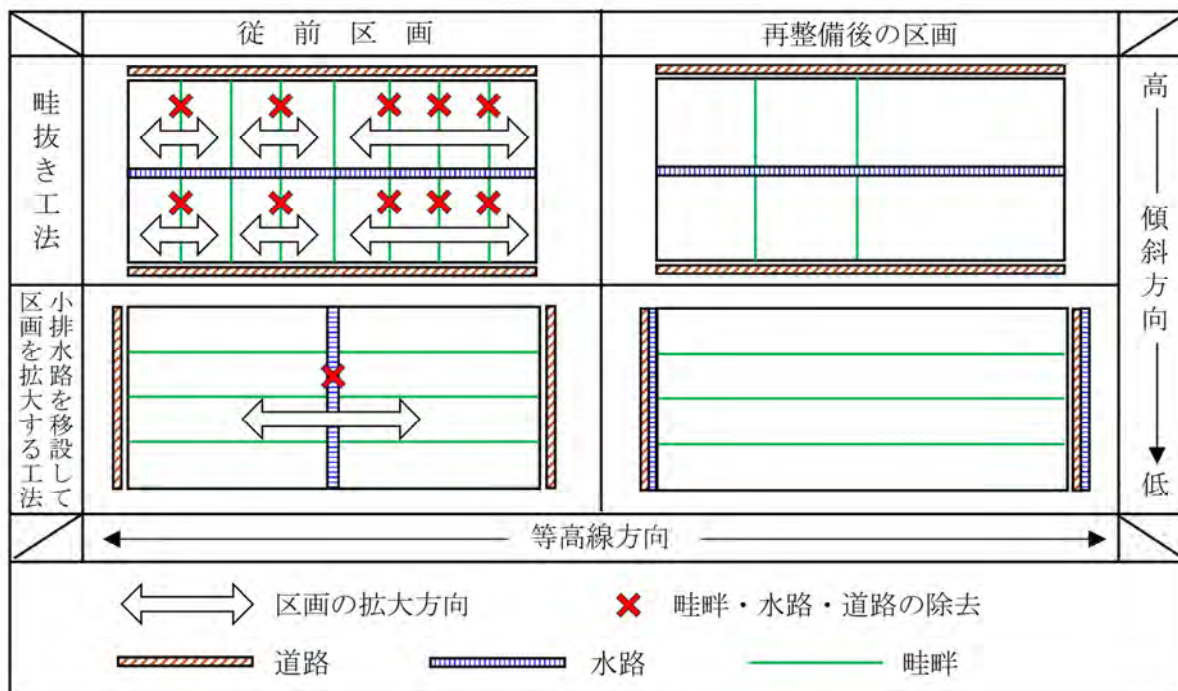 従前区画
再整備後の区画
畦抜き工法
高
傾斜方向
低
小排水路を移設して
区画を拡大する工法
等高線方向
区画の拡大方向
畦畔・水路・道路の除去
道路
水路
畦畔